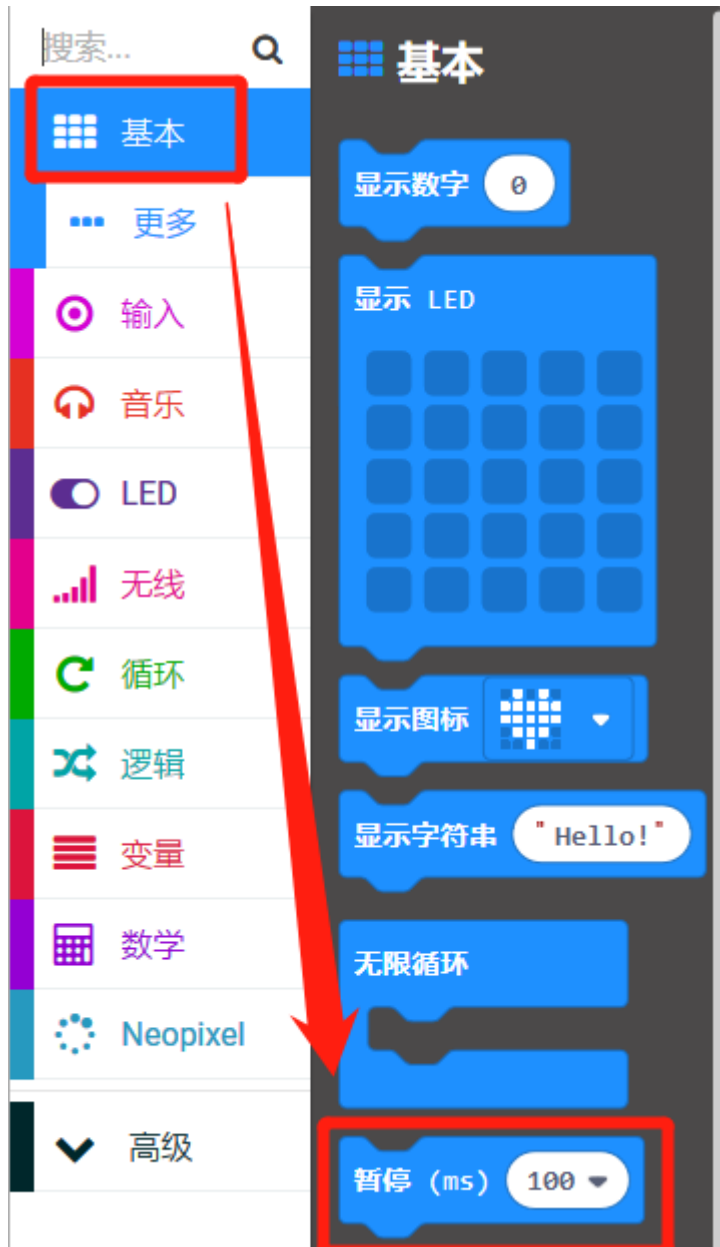 搜索...
基本
更多
输入
音乐
LED
无线
循环
逻辑
变量
数学
Neopixel
高级
基本
显示数字 0
显示 LED
显示图标
显示字符串 "Hello!"
无限循环
暂停 (ms) 100